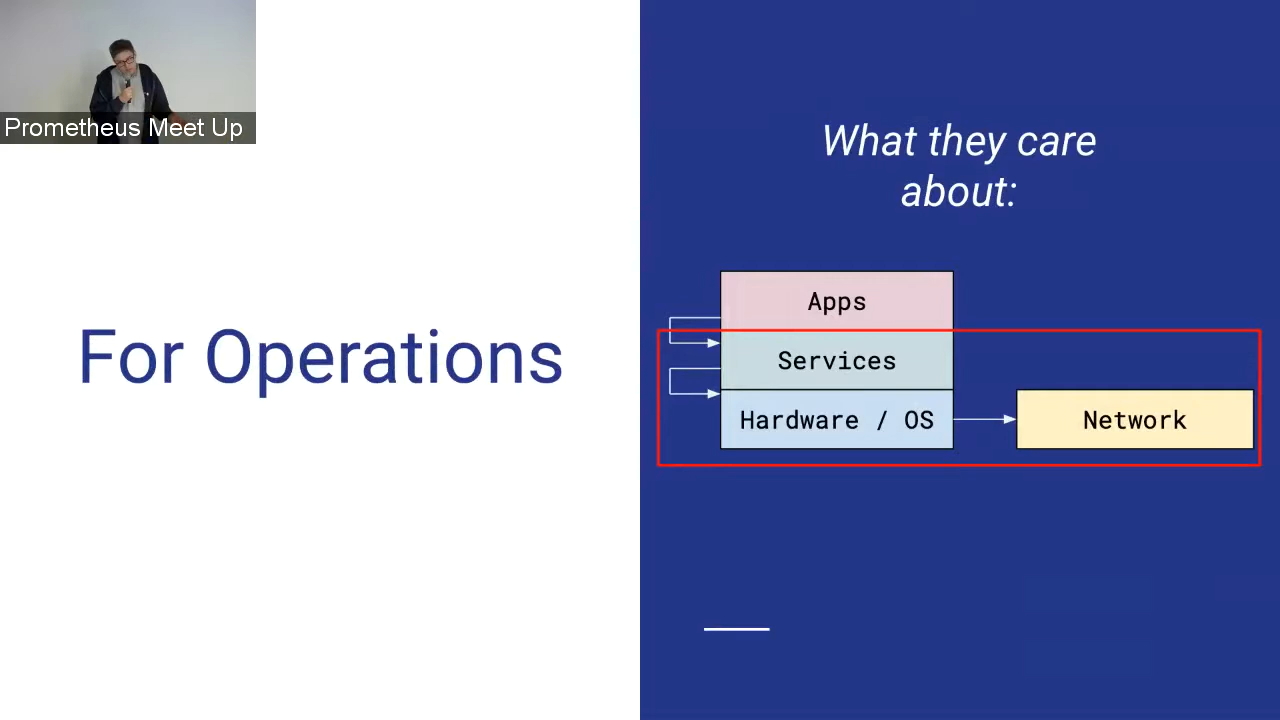 Prometheus Meet Up
For Operations
What they care
about:
Apps
Services
Hardware / OS
Network